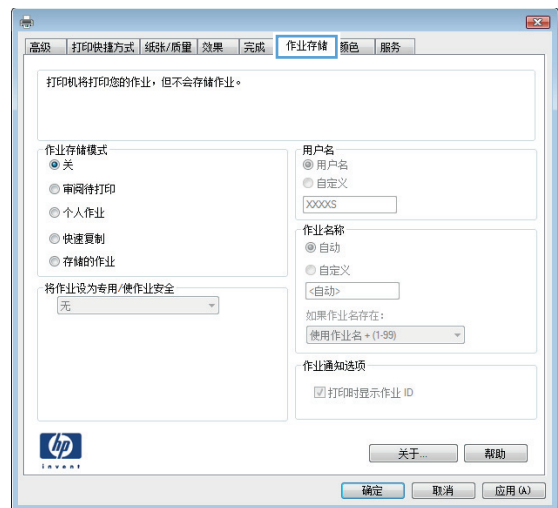 高级 打印快捷方式 纸张/质量 效果 完成 作业存储 颜色 服务
打印机将打印您的作业，但不会存储作业。
作业存储模式
关
审阅待打印
个人作业
快速复制
存储的作业
将作业设为专用/使作业安全
无
用户名
用户名
自定义
XXXXS
作业名称
自动
自定义
<自动>
如果作业名存在：
使用作业名 + (1-99)
作业通知选项
打印时显示作业 ID
hp
invent
关于... 帮助
确定 取消 应用 (A)